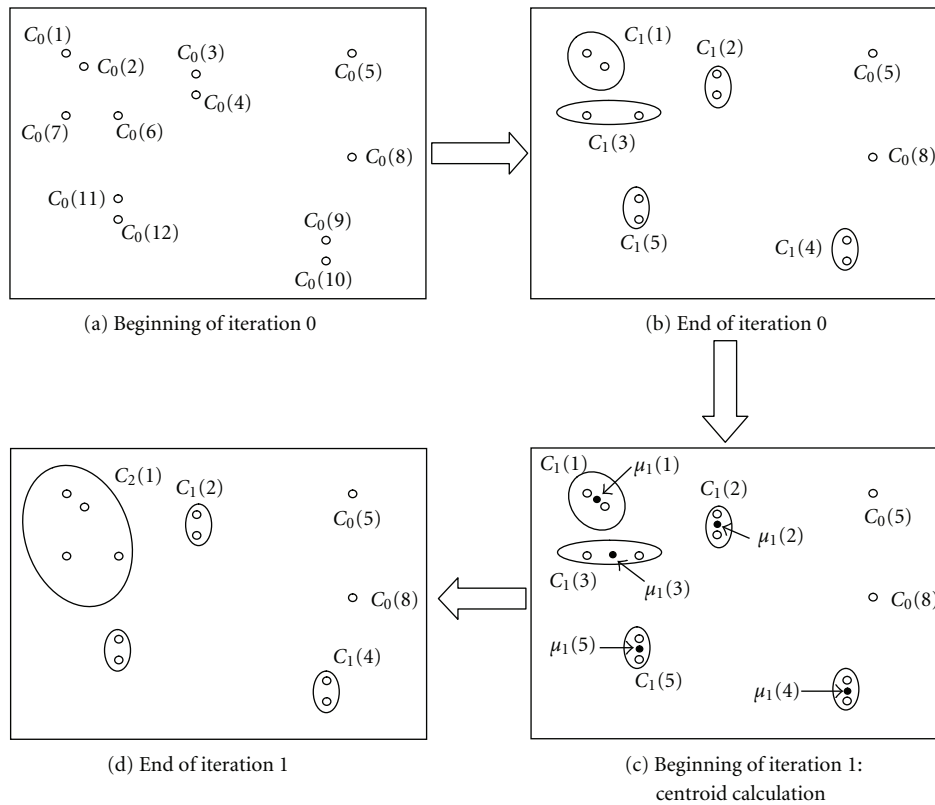 C₀(1)
C₀(2)
C₀(3)
C₀(4)
C₀(5)
C₀(7)
C₀(6)
C₀(8)
C₀(11)
C₀(12)
C₀(9)
C₀(10)
(a) Beginning of iteration 0
C₁(1)
C₁(2)
C₀(5)
C₁(3)
C₀(8)
C₁(5)
C₁(4)
(b) End of iteration 0
C₂(1)
C₁(2)
C₀(5)
C₀(8)
C₁(4)
(d) End of iteration 1
C₁(1)
μ₁(1)
C₁(2)
C₀(5)
μ₁(2)
C₁(3)
μ₁(3)
C₀(8)
μ₁(5)
C₁(5)
μ₁(4)
(c) Beginning of iteration 1:
centroid calculation